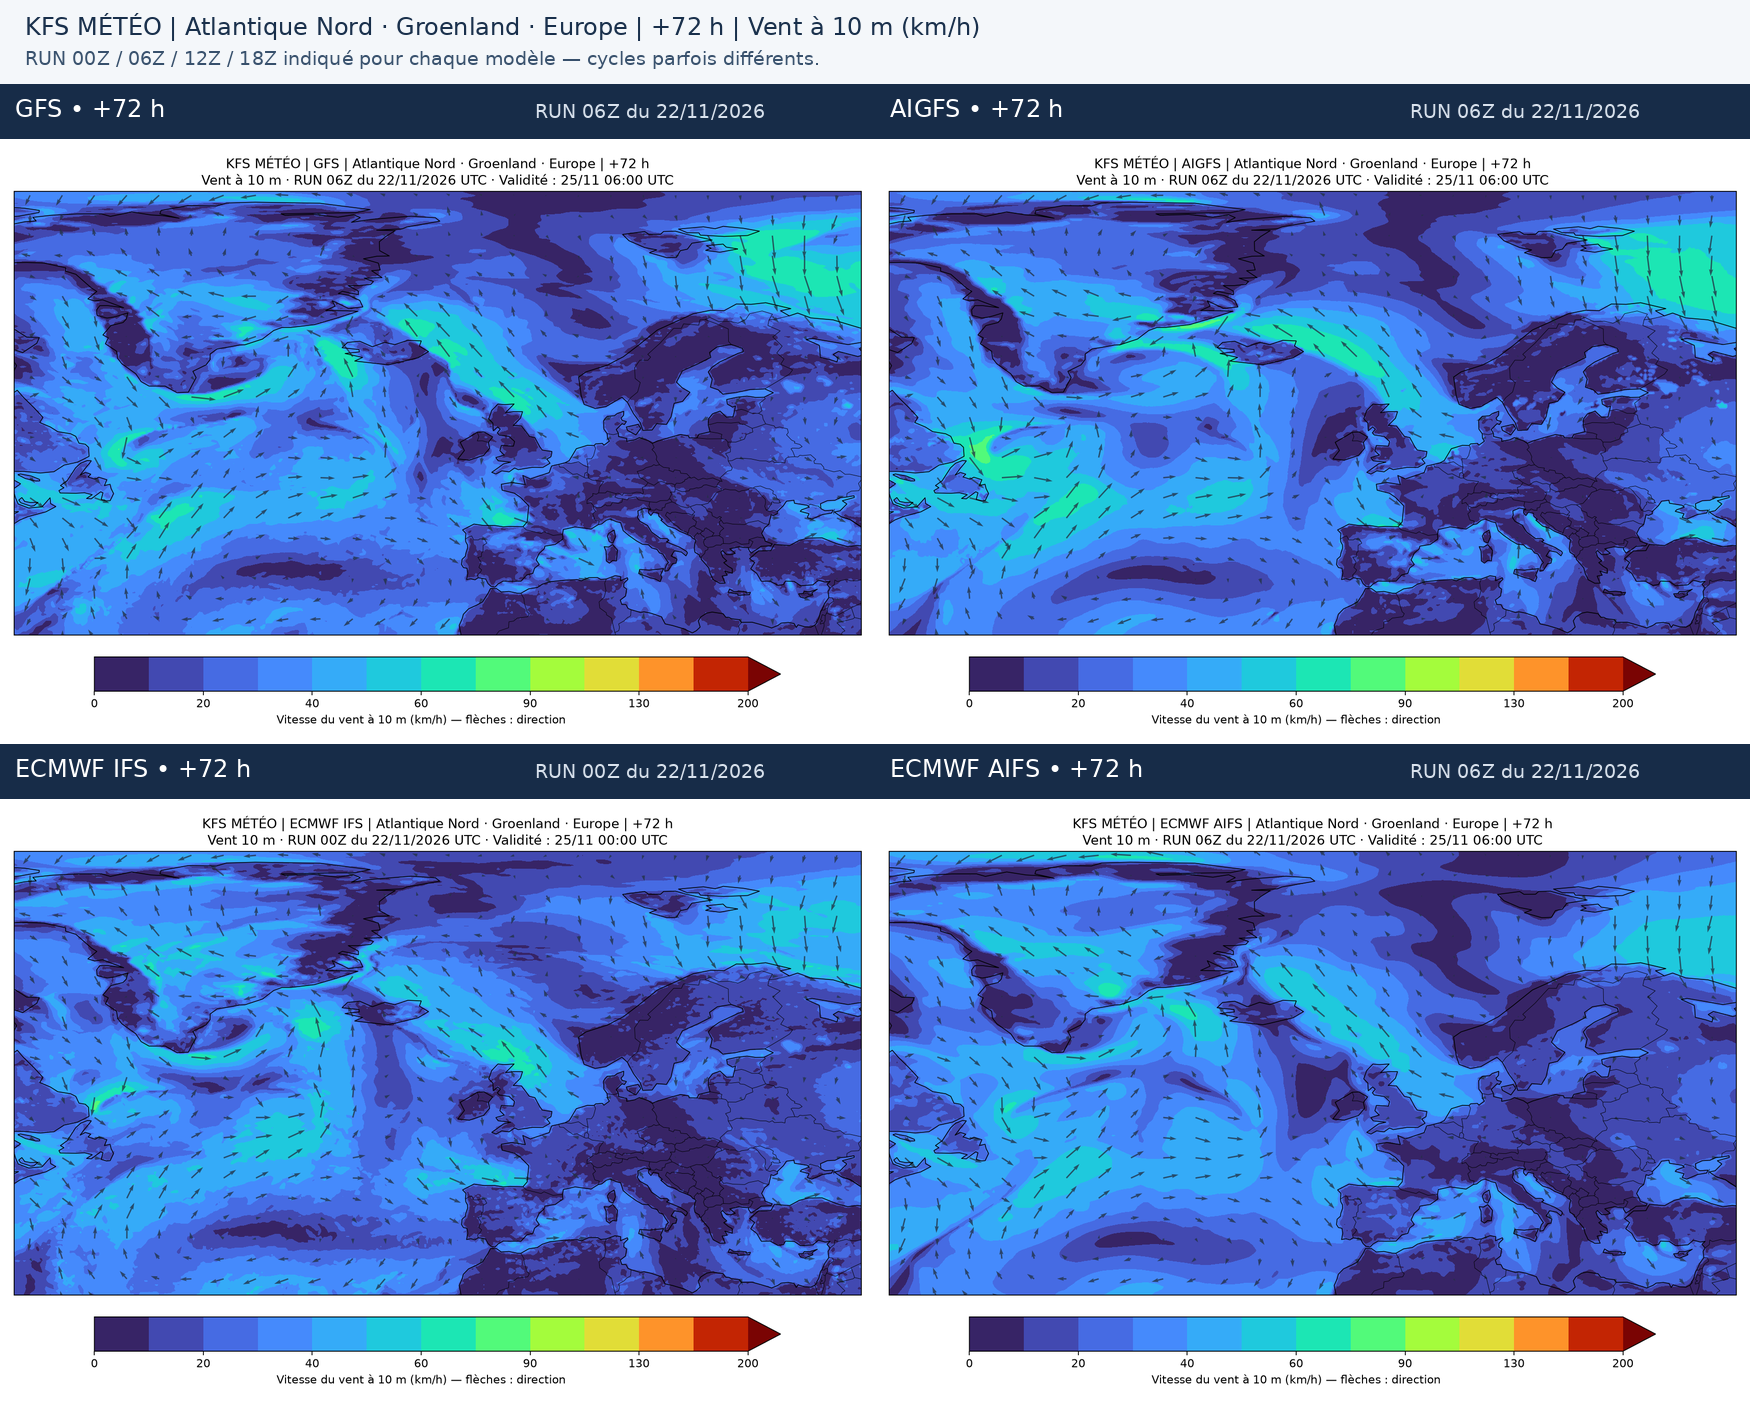 KFS MÉTÉO | Atlantique Nord · Groenland · Europe | +72 h | Vent à 10 m (km/h)
RUN 00Z / 06Z / 12Z / 18Z indiqué pour chaque modèle — cycles parfois différents.
GFS • +72 h
RUN 06Z du 22/11/2026
KFS MÉTÉO | GFS | Atlantique Nord · Groenland · Europe | +72 h
Vent à 10 m · RUN 06Z du 22/11/2026 UTC · Validité : 25/11 06:00 UTC
0 20 40 60 90 130 200
Vitesse du vent à 10 m (km/h) — flèches : direction
AIGFS • +72 h
RUN 06Z du 22/11/2026
KFS MÉTÉO | AIGFS | Atlantique Nord · Groenland · Europe | +72 h
Vent à 10 m · RUN 06Z du 22/11/2026 UTC · Validité : 25/11 06:00 UTC
0 20 40 60 90 130 200
Vitesse du vent à 10 m (km/h) — flèches : direction
ECMWF IFS • +72 h
RUN 00Z du 22/11/2026
KFS MÉTÉO | ECMWF IFS | Atlantique Nord · Groenland · Europe | +72 h
Vent 10 m · RUN 00Z du 22/11/2026 UTC · Validité : 25/11 00:00 UTC
0 20 40 60 90 130 200
Vitesse du vent à 10 m (km/h) — flèches : direction
ECMWF AIFS • +72 h
RUN 06Z du 22/11/2026
KFS MÉTÉO | ECMWF AIFS | Atlantique Nord · Groenland · Europe | +72 h
Vent 10 m · RUN 06Z du 22/11/2026 UTC · Validité : 25/11 06:00 UTC
0 20 40 60 90 130 200
Vitesse du vent à 10 m (km/h) — flèches : direction